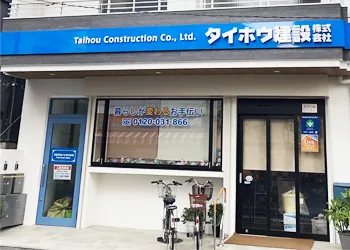 Taihou Construction Co., Ltd. タイホウ建設 株式会社
暮らしが変わるお手伝い
0120-031-866